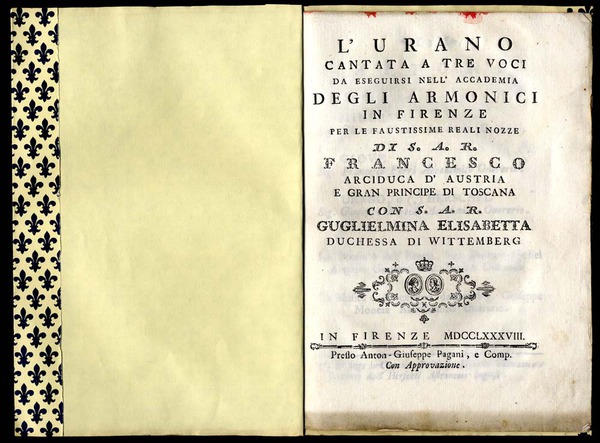 L'URANO
CANTATA A TRE VOCI
DA ESEGUIRSI NELL' ACCADEMIA
DEGLI ARMONICI
IN FIRENZE
PER LE FAUSTISSIME REALI NOZZE
DI S. A. R.
FRANCESCO
ARCIDUCA D' AUSTRIA
E GRAN PRINCIPE DI TOSCANA
CON S. A. R.
GUGLIELMINA ELISABETTA
DUCHESSA DI WITTEMBERG
IN FIRENZE MDCCLXXXVIII.
Preſſo Anton-Giuſeppe Pagani, e Comp.
Con Approvazione.